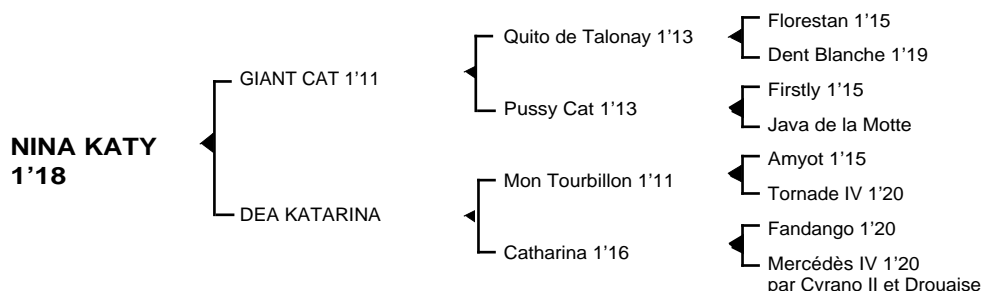 Florestan 1'15
Quito de Talonay 1'13
Dent Blanche 1'19
GIANT CAT 1'11
Firstly 1'15
Pussy Cat 1'13
Java de la Motte
NINA KATY
1'18
Amyot 1'15
Mon Tourbillon 1'11
Tornade IV 1'20
DEA KATARINA
Fandango 1'20
Catharina 1'16
Mercédès IV 1'20
par Cyrano II et Drouaise